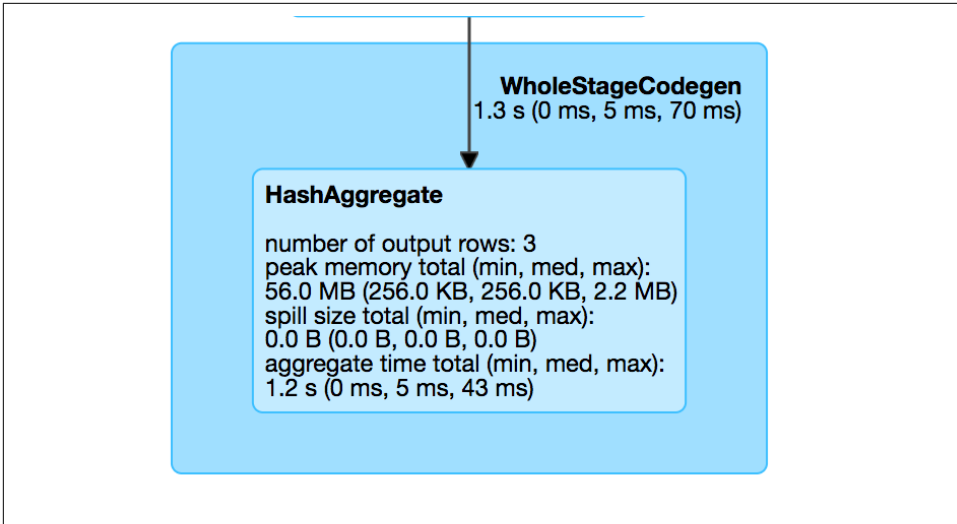 WholeStageCodegen
1.3 s (0 ms, 5 ms, 70 ms)
HashAggregate
number of output rows: 3
peak memory total (min, med, max):
56.0 MB (256.0 KB, 256.0 KB, 2.2 MB)
spill size total (min, med, max):
0.0 B (0.0 B, 0.0 B, 0.0 B)
aggregate time total (min, med, max):
1.2 s (0 ms, 5 ms, 43 ms)